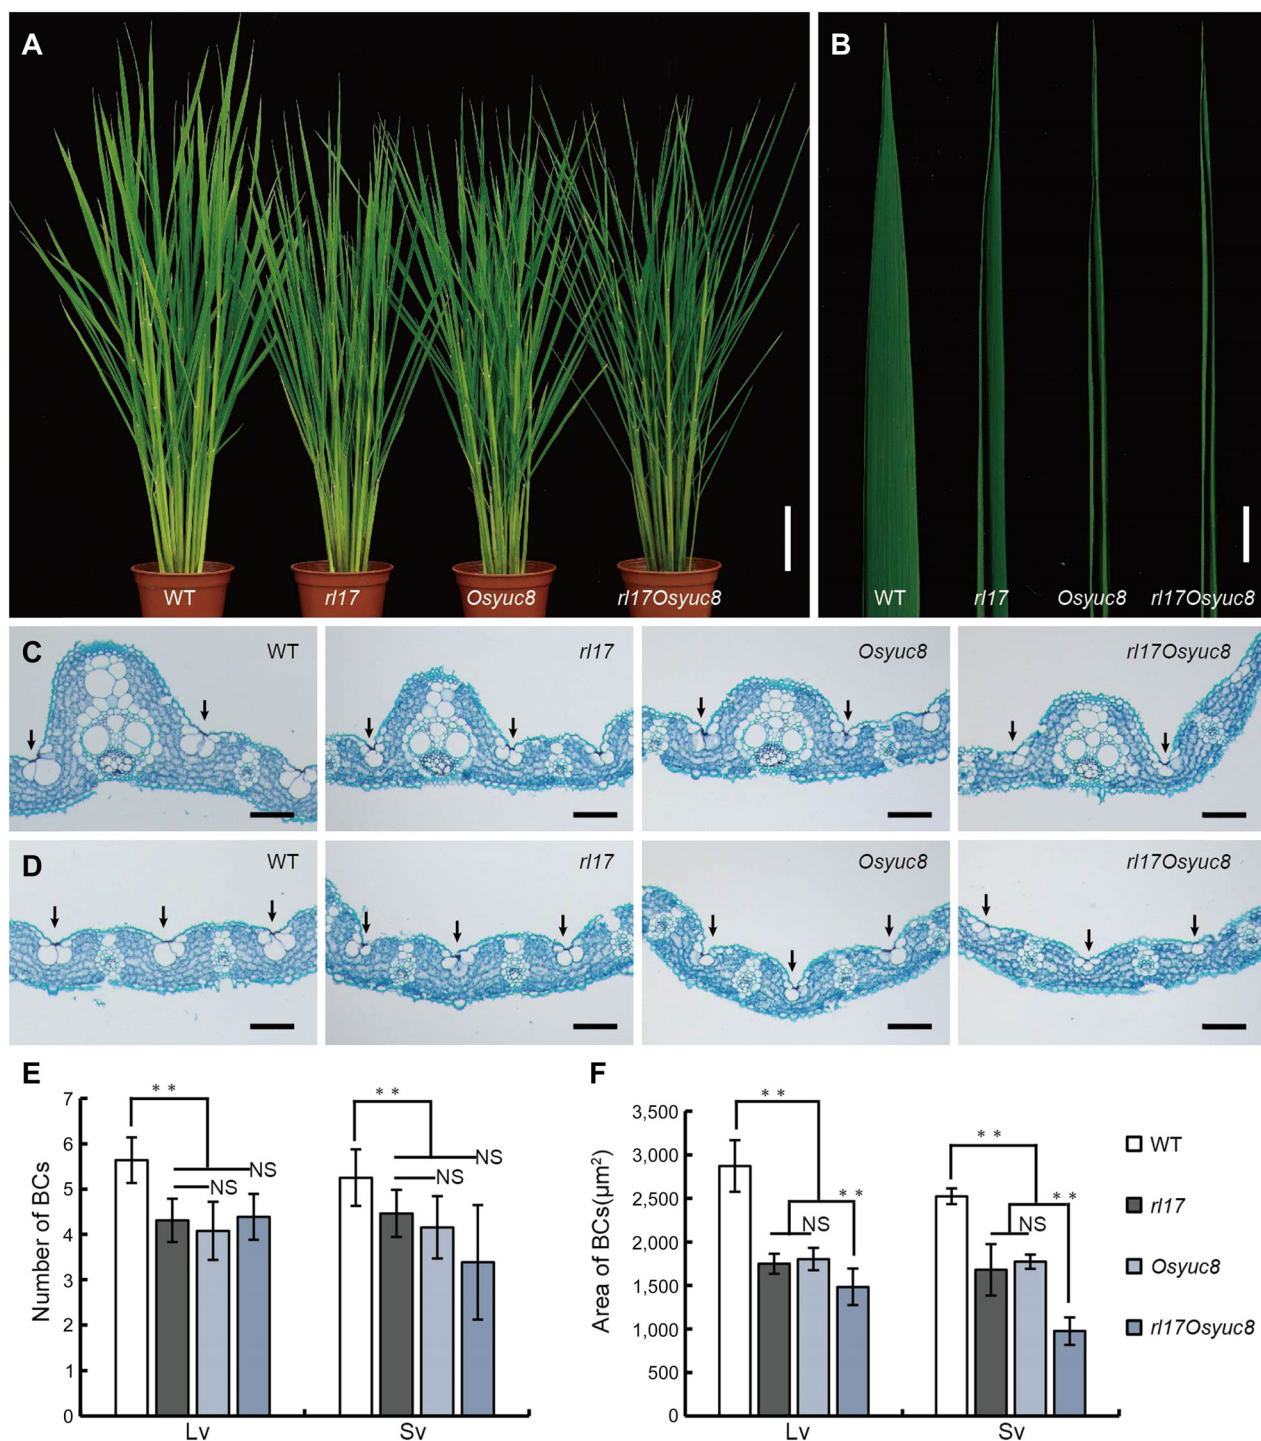 A
B
WT
rl17
Osyuc8
rl17Osyuc8
WT
rl17
Osyuc8
rl17Osyuc8
C
WT
rl17
Osyuc8
rl17Osyuc8
D
WT
rl17
Osyuc8
rl17Osyuc8
E
Number of BCs
7
6
5
4
3
2
1
0
**
NS
NS
**
NS
NS
Lv
Sv
F
Area of BCs(µm²)
3,500
3,000
2,500
2,000
1,500
1,000
500
0
**
**
NS
**
**
NS
Lv
Sv
WT
rl17
Osyuc8
rl17Osyuc8